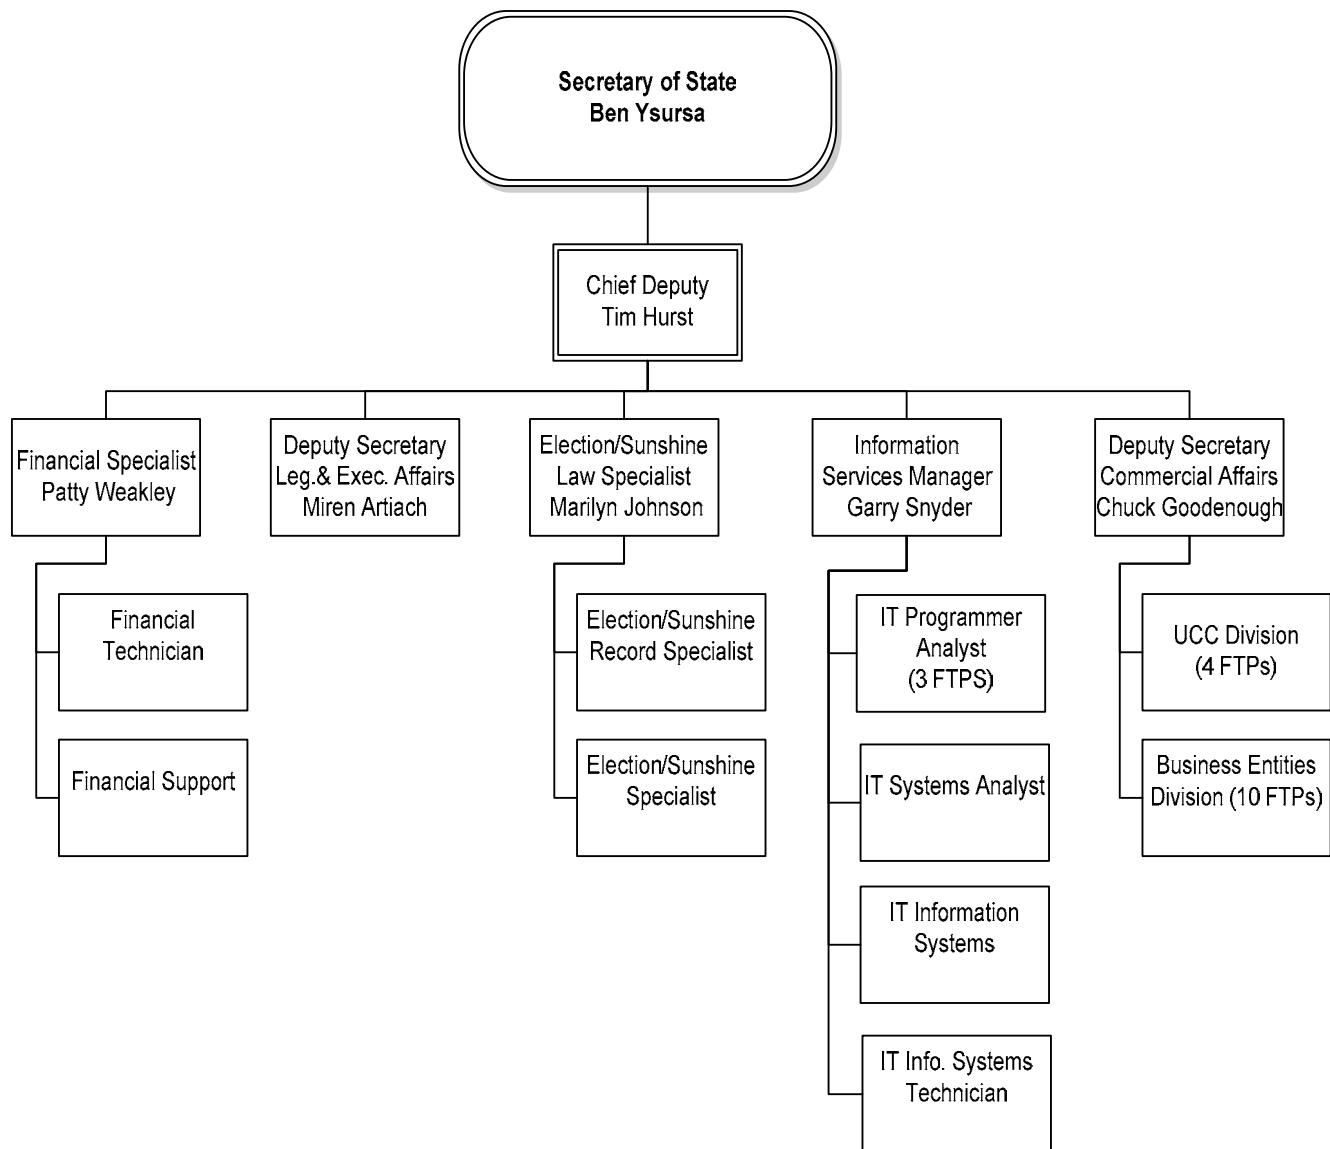 Secretary of State
Ben Ysursa
Chief Deputy
Tim Hurst
Financial Specialist
Patty Weakley
Deputy Secretary
Leg.& Exec. Affairs
Miren Artiach
Election/Sunshine
Law Specialist
Marilyn Johnson
Information
Services Manager
Garry Snyder
Deputy Secretary
Commercial Affairs
Chuck Goodenough
Financial
Technician
Financial Support
Election/Sunshine
Record Specialist
Election/Sunshine
Specialist
IT Programmer
Analyst
(3 FTPS)
IT Systems Analyst
IT Information
Systems
IT Info. Systems
Technician
UCC Division
(4 FTPs)
Business Entities
Division (10 FTPs)